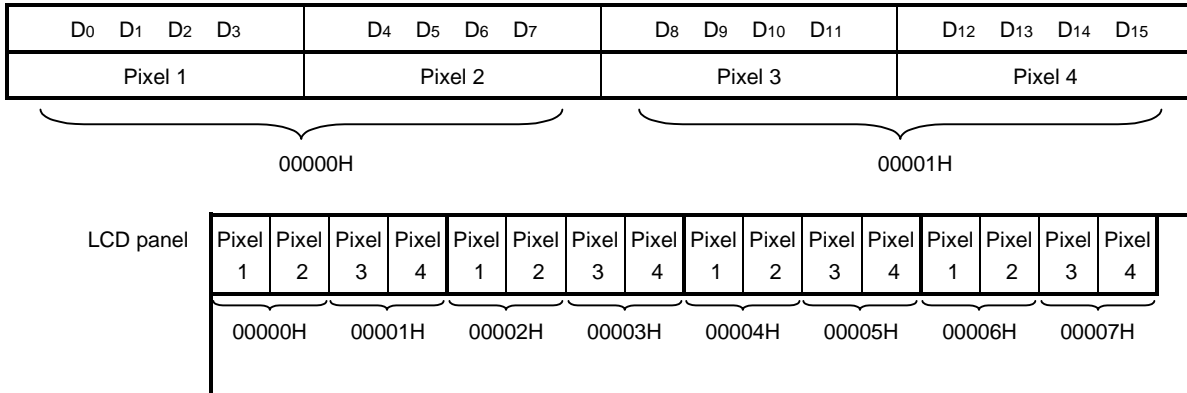 D0 D1 D2 D3 D4 D5 D6 D7 D8 D9 D10 D11 D12 D13 D14 D15
Pixel 1 Pixel 2 Pixel 3 Pixel 4
00000H 00001H
LCD panel Pixel Pixel Pixel Pixel Pixel Pixel Pixel Pixel Pixel Pixel Pixel Pixel Pixel Pixel Pixel Pixel
1 2 3 4 1 2 3 4 1 2 3 4 1 2 3 4
00000H 00001H 00002H 00003H 00004H 00005H 00006H 00007H